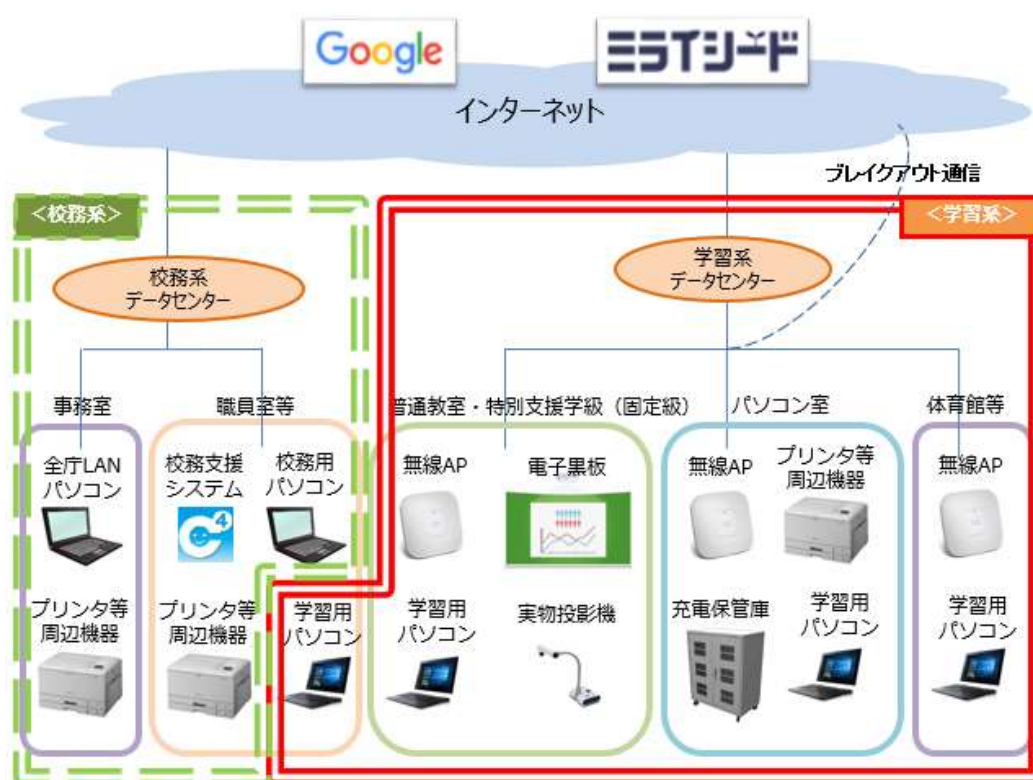 Google
ミライシード
インターネット
ブレイクアウト通信
<校務系>
<学習系>
校務系
データセンター
学習系
データセンター
事務室
職員室等
普通教室・特別支援学級（固定級）
パソコン室
体育館等
全庁LAN
パソコン
校務支援
システム
校務用
パソコン
無線AP
電子黒板
無線AP
プリンタ等
周辺機器
無線AP
C4
プリンタ等
周辺機器
プリンタ等
周辺機器
学習用
パソコン
学習用
パソコン
実物投影機
充電保管庫
学習用
パソコン
学習用
パソコン